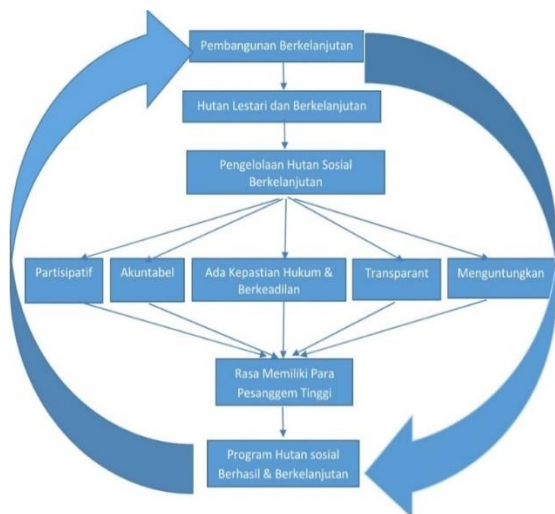 Pembangunan Berkelanjutan
Hutan Lestari dan Berkelanjutan
Pengelolaan Hutan Sosial
Berkelanjutan
Partisipatif
Akuntabel
Ada Kepastian Hukum &
Berkeadilan
Transparant
Menguntungkan
Rasa Memiliki Para
Pesanggem Tinggi
Program Hutan sosial
Berhasil & Berkelanjutan